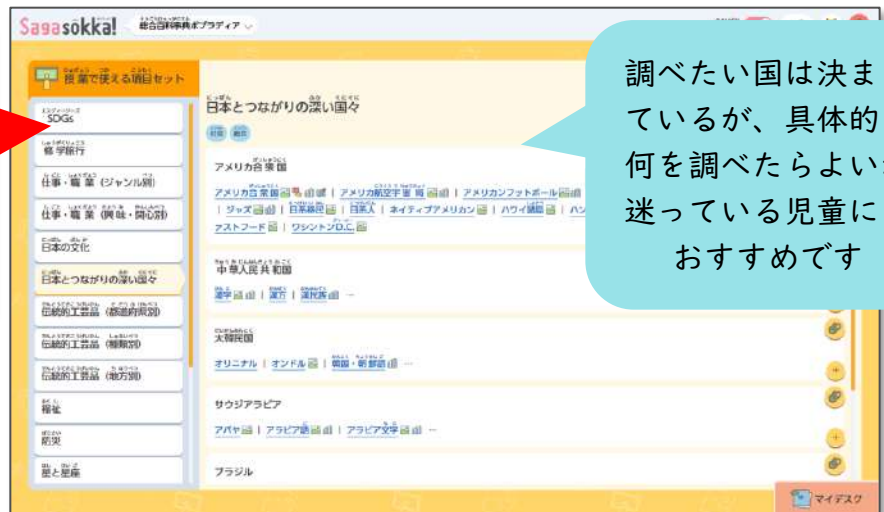 Sagasokka!
総合百科事典ポプラディア
授業で使える項目セット
SDGs
修学旅行
仕事・職業（ジャンル別）
仕事・職業（興味・関心別）
日本の文化
日本とつながりの深い国々
伝統的工芸品（都道府県別）
伝統的工芸品（種類別）
伝統的工芸品（地方別）
福祉
防災
星と星座
日本とつながりの深い国々
アメリカ合衆国
アメリカ合衆国 | アメリカ航空宇宙局 | アメリカンフットボール
| ジャズ | 日系移民 | 日系人 | ネイティブアメリカン | ハワイ諸島 | ハン
ァストフード | ワシントンD.C.
中華人民共和国
漢字 | 漢方 | 漢民族 …
大韓民国
オリニナル | オンドル | 韓国・朝鮮語 …
サウジアラビア
アバヤ | アラビア語 | アラビア文字 …
ブラジル
マイデスク
調べたい国は決ま
ているが、具体的
何を調べたらよい
迷っている児童に
おすすめです